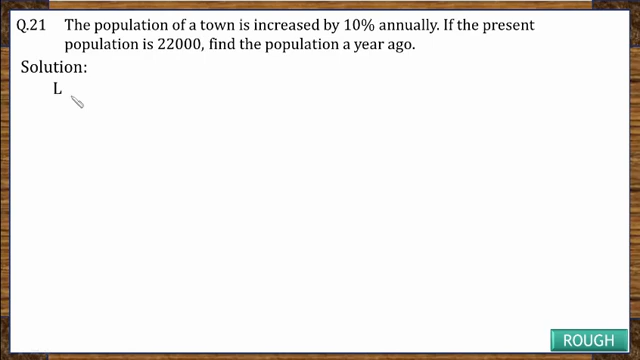 Q.21 The population of a town is increased by 10% annually. If the present
population is 22000, find the population a year ago.
Solution:
L
ROUGH